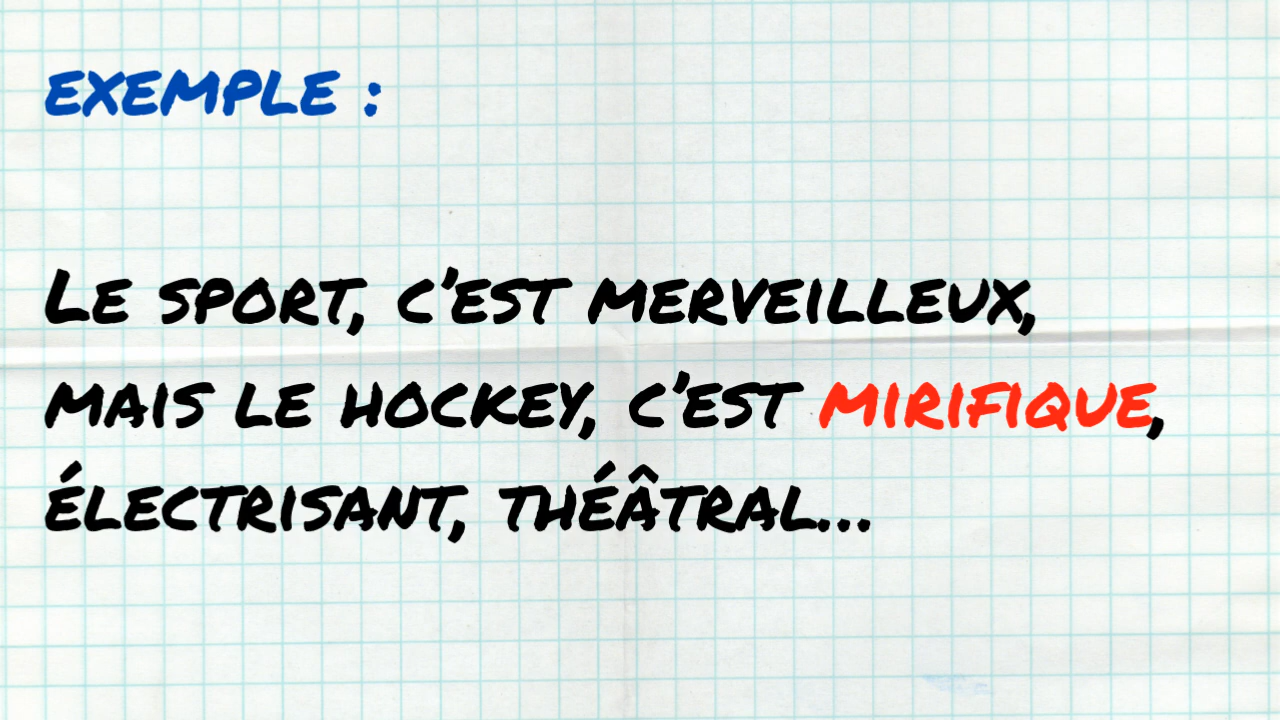 EXEMPLE :
LE SPORT, C'EST MERVEILLEUX,
MAIS LE HOCKEY, C'EST MIRIFIQUE,
ÉLECTRISANT, THÉÂTRAL...